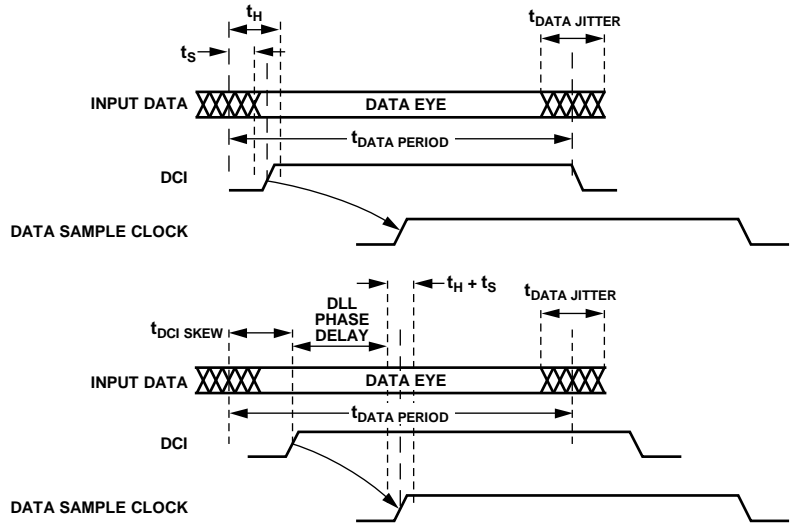 tH
tDATA JITTER
tS
INPUT DATA
DATA EYE
tDATA PERIOD
DCI
DATA SAMPLE CLOCK
tH + tS
DLL
PHASE
DELAY
tDATA JITTER
tDCI SKEW
INPUT DATA
DATA EYE
tDATA PERIOD
DCI
DATA SAMPLE CLOCK